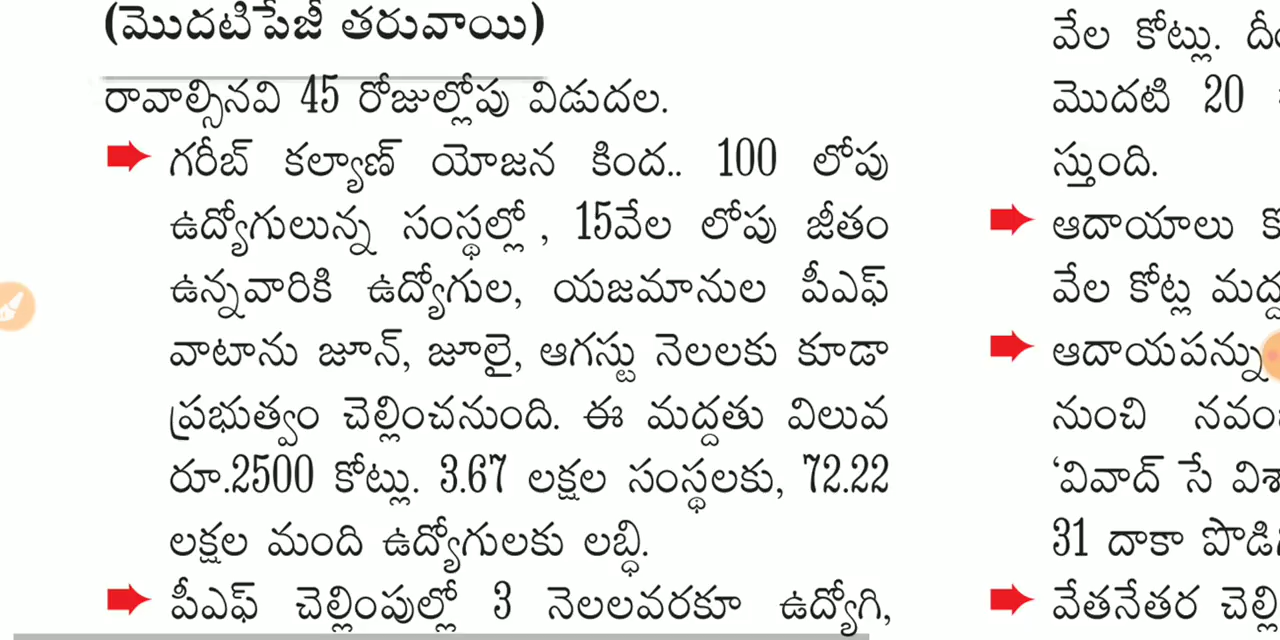 (మొదటిపేజీ తరువాయి)
రావాల్సినవి 45 రోజుల్లోపు విడుదల.
గరీబ్ కల్యాణ్ యోజన కింద.. 100 లోపు
ఉద్యోగులున్న సంస్థల్లో, 15వేల లోపు జీతం
ఉన్నవారికి ఉద్యోగుల, యజమానుల పీఎఫ్
వాటాను జూన్, జూలై, ఆగస్టు నెలలకు కూడా
ప్రభుత్వం చెల్లించనుంది. ఈ మద్దతు విలువ
రూ.2500 కోట్లు. 3.67 లక్షల సంస్థలకు, 72.22
లక్షల మంది ఉద్యోగులకు లబ్ధి.
పీఎఫ్ చెల్లింపుల్లో 3 నెలలవరకూ ఉద్యోగి,
వేల కోట్లు.
మొదటి 20
స్తుంది.
ఆదాయాలు
వేల కోట్ల
ఆదాయపన్ను
నుంచి
'వివాద్ సే
31 దాకా
వేతనేతర